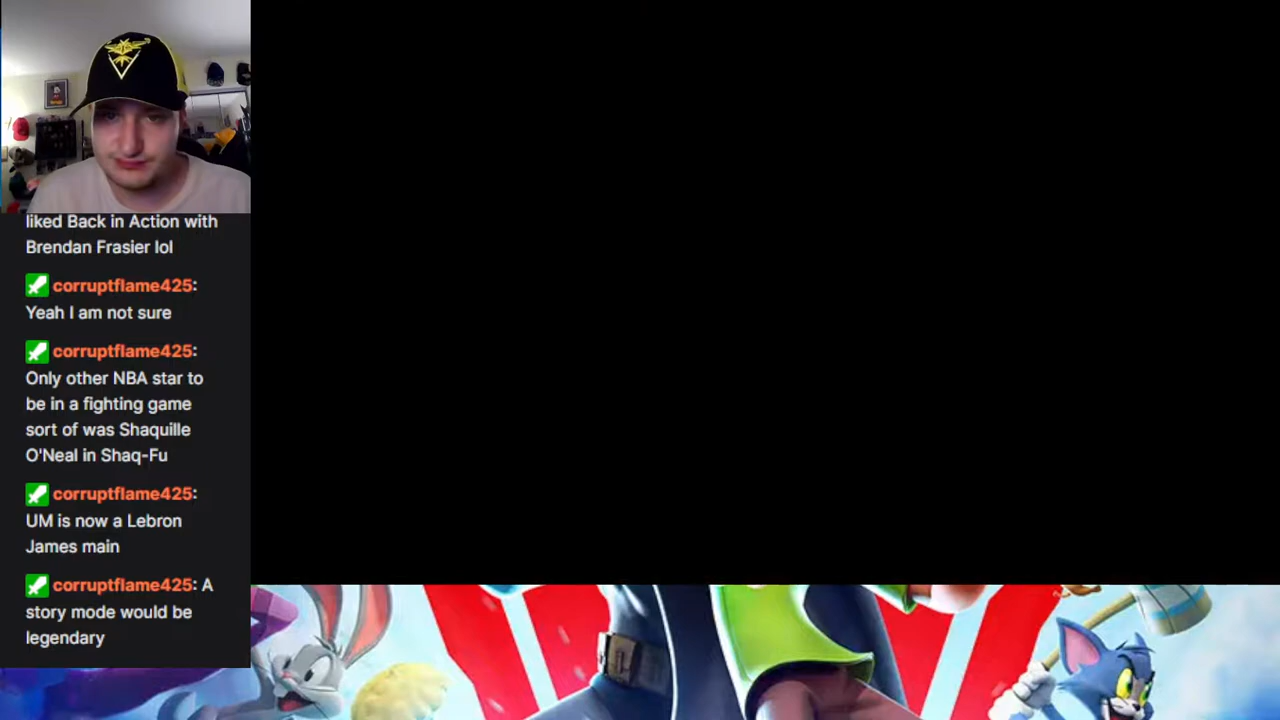 liked Back in Action with
Brendan Frasier lol
corruptflame425:
Yeah I am not sure
corruptflame425:
Only other NBA star to
be in a fighting game
sort of was Shaquille
O'Neal in Shaq-Fu
corruptflame425:
UM is now a Lebron
James main
corruptflame425: A
story mode would be
legendary